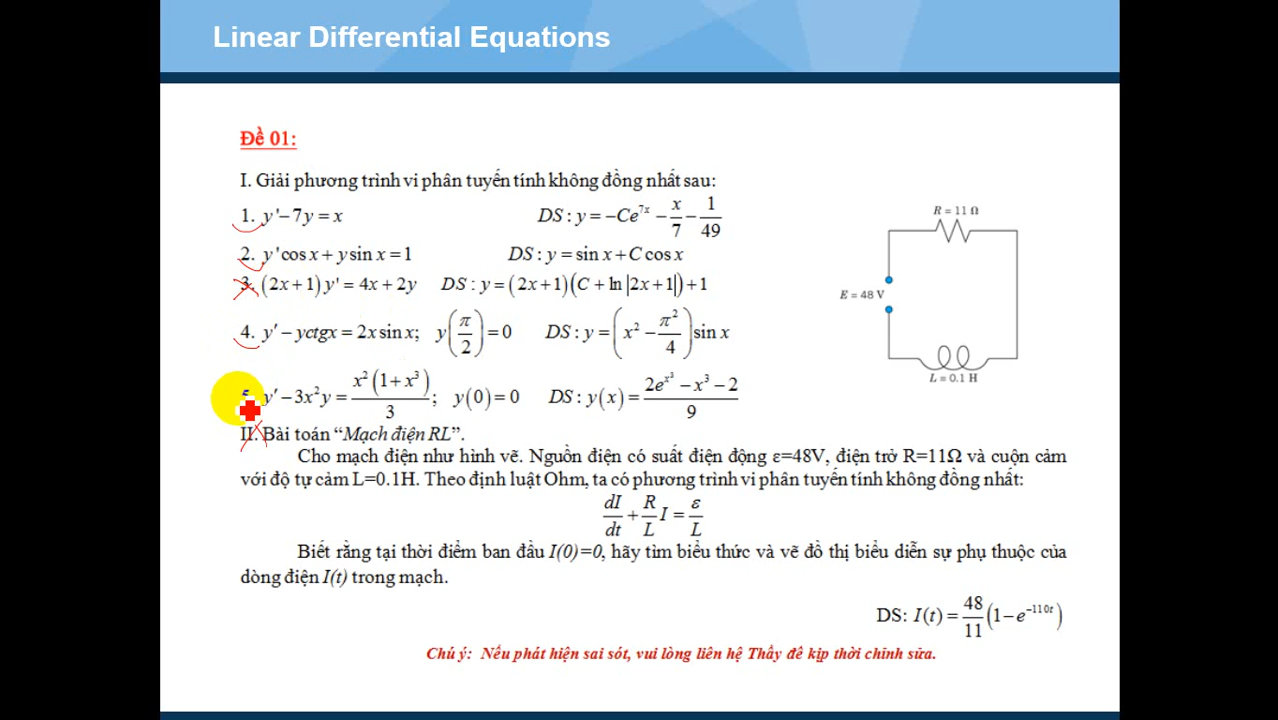 Linear Differential Equations
Đề 01:
I. Giải phương trình vi phân tuyến tính không đồng nhất sau:
1. y'−7y = x    DS : y = −Ce^{7x} − x/7 − 1/49
2. y'cos x + y sin x = 1    DS : y = sin x + C cos x
3. (2x+1) y' = 4x + 2y    DS : y = (2x+1)(C + ln|2x+1|) + 1
4. y' − yctgx = 2x sin x;  y(π/2) = 0    DS : y = (x² − π²/4) sin x
y' − 3x²y = x²(1+x³)/3;  y(0) = 0    DS : y(x) = (2e^{x³} − x³ − 2)/9
II. Bài toán “Mạch điện RL”.
Cho mạch điện như hình vẽ. Nguồn điện có suất điện động ε=48V, điện trở R=11Ω và cuộn cảm
với độ tự cảm L=0.1H. Theo định luật Ohm, ta có phương trình vi phân tuyến tính không đồng nhất:
dI/dt + R/L I = ε/L
Biết rằng tại thời điểm ban đầu I(0)=0, hãy tìm biểu thức và vẽ đồ thị biểu diễn sự phụ thuộc của
dòng điện I(t) trong mạch.
DS: I(t) = 48/11 (1 − e^{−110t})
Chú ý: Nếu phát hiện sai sót, vui lòng liên hệ Thầy để kịp thời chỉnh sửa.
R = 11 Ω
E = 48 V
L = 0.1 H